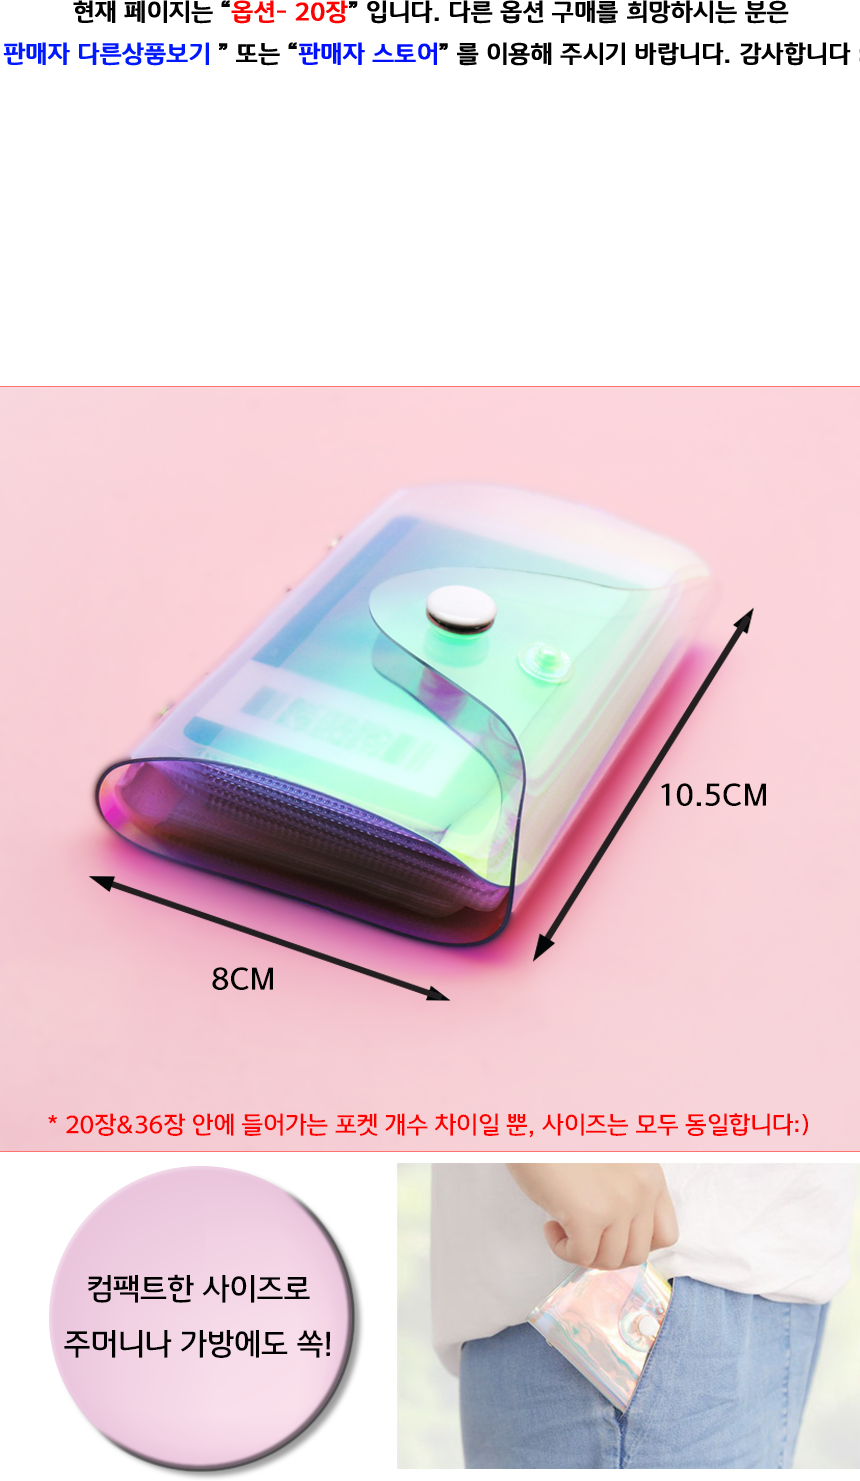 현재 페이지는 “옵션- 20장” 입니다. 다른 옵션 구매를 희망하시는 분은
판매자 다른상품보기 ” 또는 “판매자 스토어” 를 이용해 주시기 바랍니다. 감사합니다 :
10.5CM
8CM
* 20장&36장 안에 들어가는 포켓 개수 차이일 뿐, 사이즈는 모두 동일합니다:)
컴팩트한 사이즈로
주머니나 가방에도 쏙!